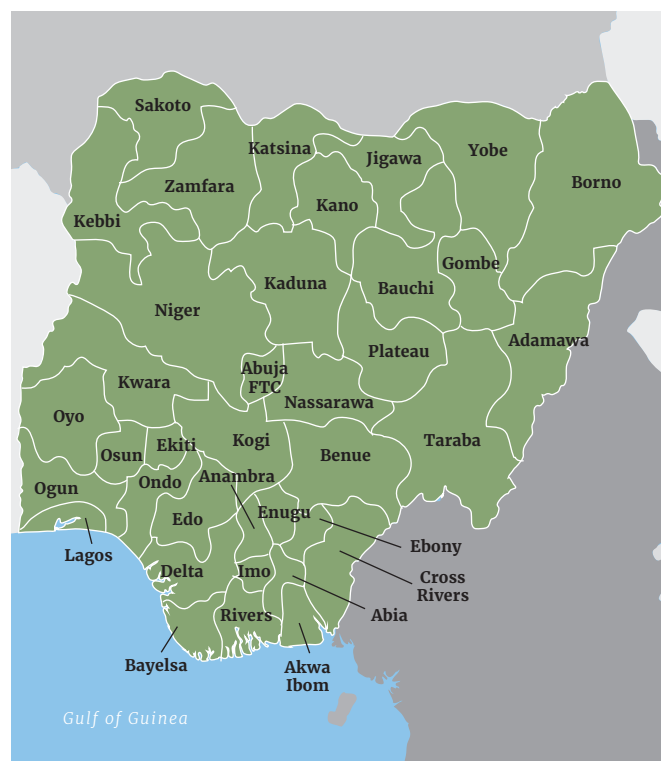 Sakoto
Katsina
Jigawa
Yobe
Borno
Zamfara
Kano
Kebbi
Gombe
Kaduna
Bauchi
Niger
Adamawa
Plateau
Abuja
FTC
Kwara
Nassarawa
Oyo
Kogi
Taraba
Ekiti
Osun
Benue
Anambra
Ondo
Ogun
Enugu
Edo
Ebony
Lagos
Delta
Imo
Cross
Rivers
Rivers
Abia
Bayelsa
Akwa
Ibom
Gulf of Guinea